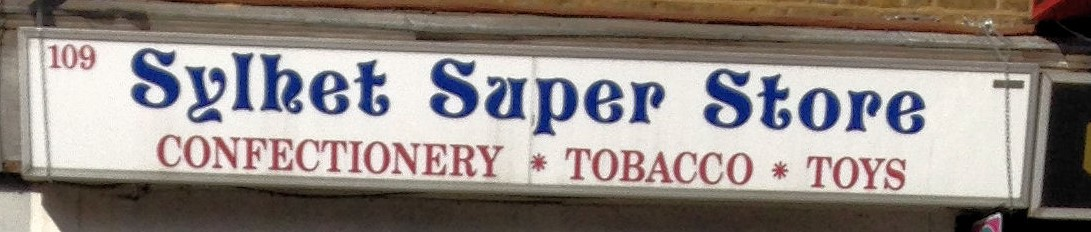 109
Sylhet Super Store
CONFECTIONERY * TOBACCO * TOYS